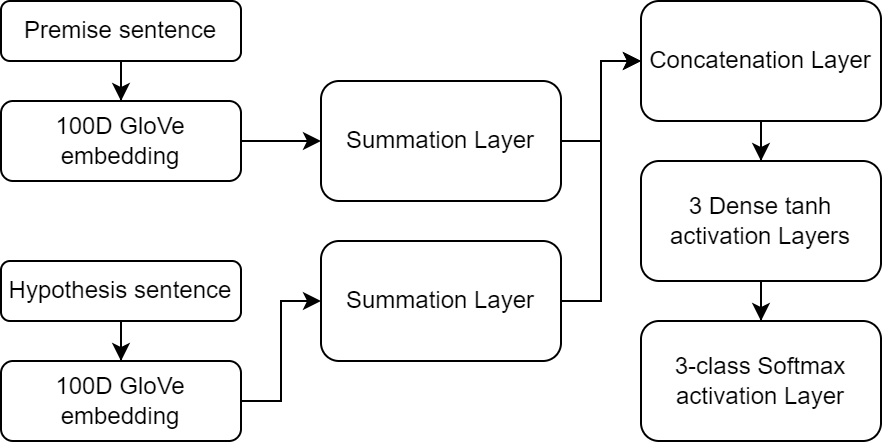 Premise sentence
100D GloVe
embedding
Summation Layer
Hypothesis sentence
100D GloVe
embedding
Summation Layer
Concatenation Layer
3 Dense tanh
activation Layers
3-class Softmax
activation Layer